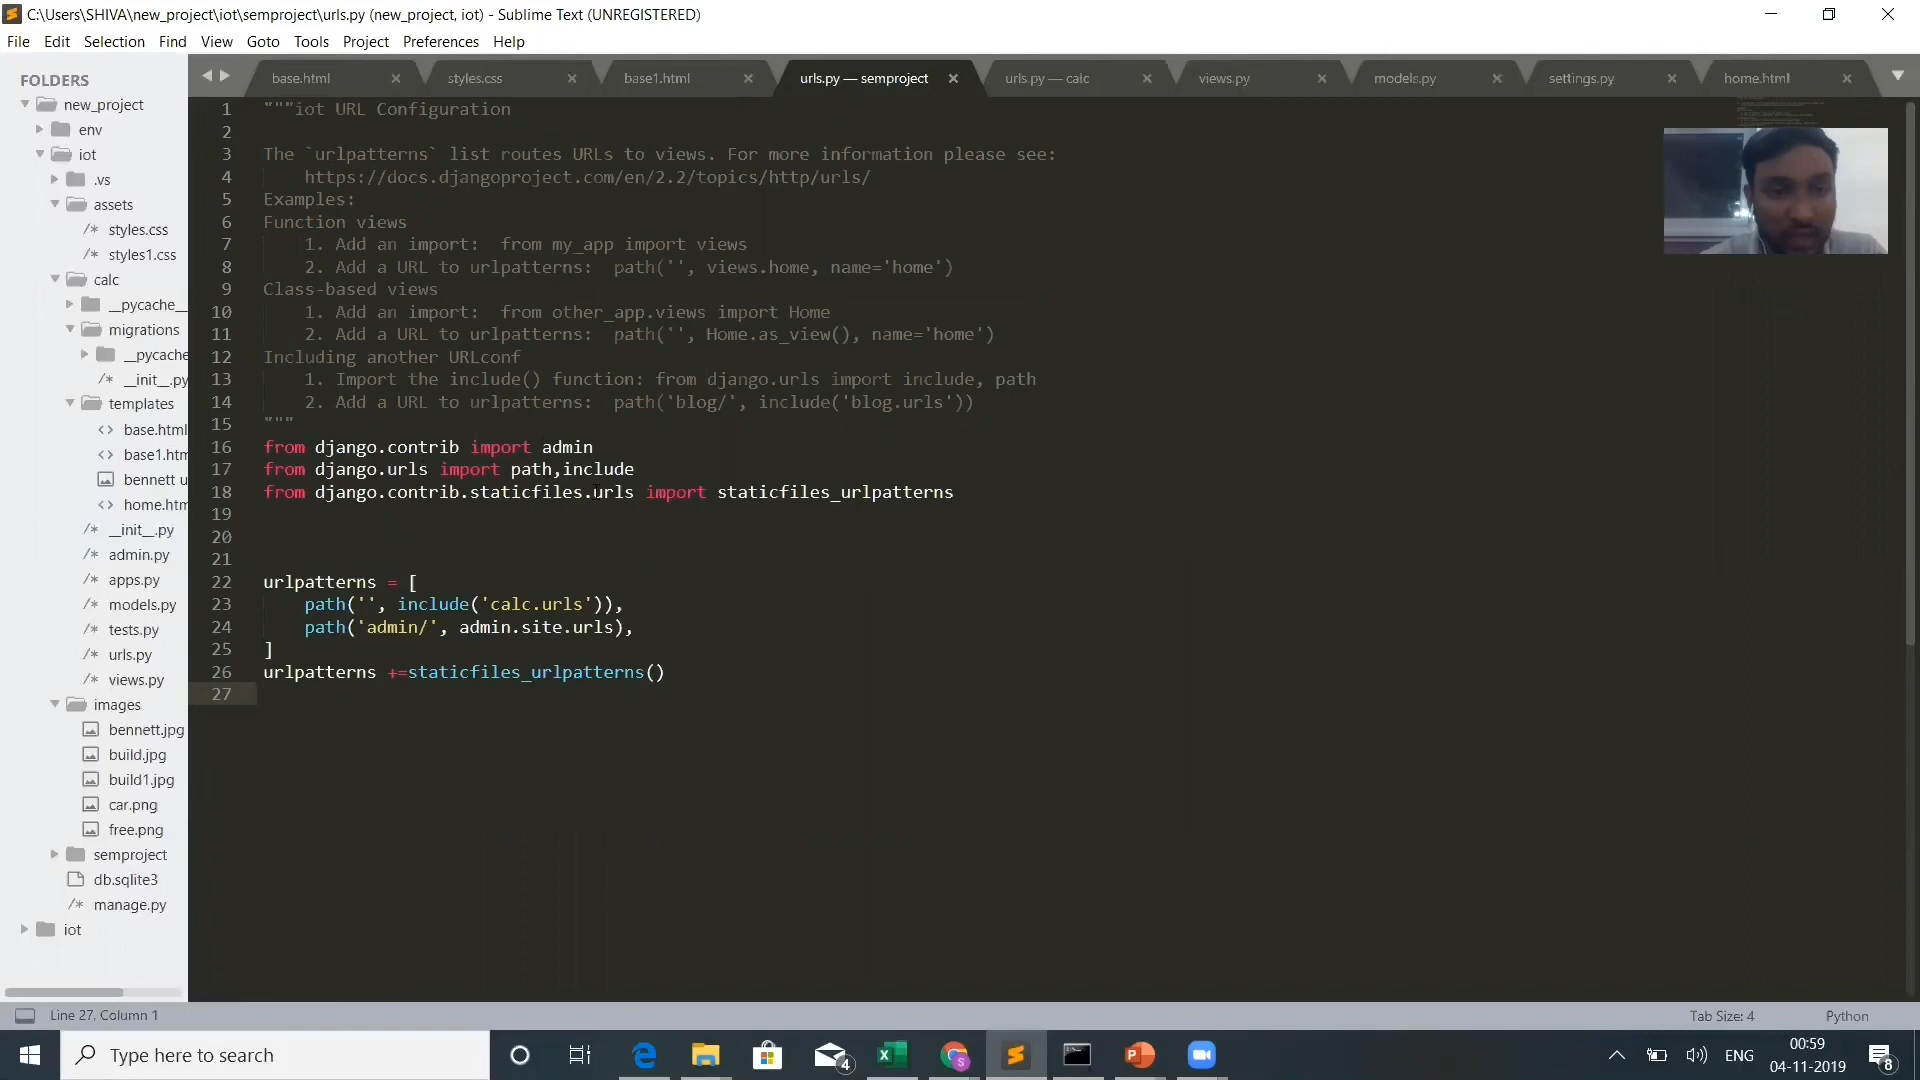 C:\Users\SHIVA\new_project\iot\semproject\urls.py (new_project, iot) - Sublime Text (UNREGISTERED)
File Edit Selection Find View Goto Tools Project Preferences Help
FOLDERS
new_project
env
iot
.vs
assets
styles.css
styles1.css
calc
__pycache__
migrations
__pycache
__init__.py
templates
base.html
base1.htm
bennett u
home.htm
__init__.py
admin.py
apps.py
models.py
tests.py
urls.py
views.py
images
bennett.jpg
build.jpg
build1.jpg
car.png
free.png
semproject
db.sqlite3
manage.py
iot
base.html styles.css base1.html urls.py — semproject urls.py — calc views.py models.py settings.py home.html
1 """iot URL Configuration
2
3 The `urlpatterns` list routes URLs to views. For more information please see:
4 https://docs.djangoproject.com/en/2.2/topics/http/urls/
5 Examples:
6 Function views
7 1. Add an import:  from my_app import views
8 2. Add a URL to urlpatterns:  path('', views.home, name='home')
9 Class-based views
10 1. Add an import:  from other_app.views import Home
11 2. Add a URL to urlpatterns:  path('', Home.as_view(), name='home')
12 Including another URLconf
13 1. Import the include() function: from django.urls import include, path
14 2. Add a URL to urlpatterns:  path('blog/', include('blog.urls'))
15 """
16 from django.contrib import admin
17 from django.urls import path,include
18 from django.contrib.staticfiles.urls import staticfiles_urlpatterns
19
20
21
22 urlpatterns = [
23 path('', include('calc.urls')),
24 path('admin/', admin.site.urls),
25 ]
26 urlpatterns +=staticfiles_urlpatterns()
27
Line 27, Column 1 Tab Size: 4 Python
Type here to search
4
ENG
00:59
04-11-2019
8